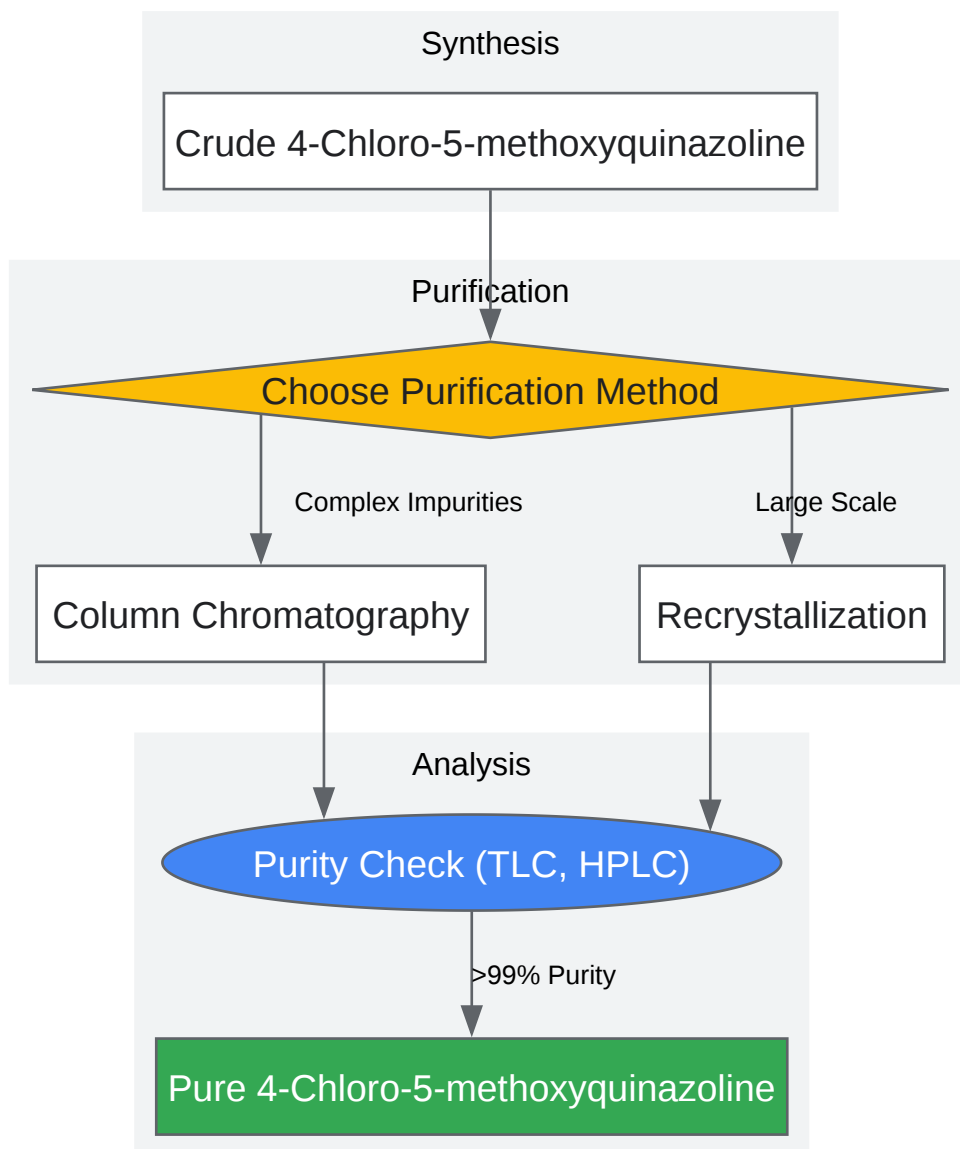 Synthesis
Crude 4-Chloro-5-methoxyquinazoline
Purification
Choose Purification Method
Complex Impurities
Large Scale
Column Chromatography
Recrystallization
Analysis
Purity Check (TLC, HPLC)
>99% Purity
Pure 4-Chloro-5-methoxyquinazoline